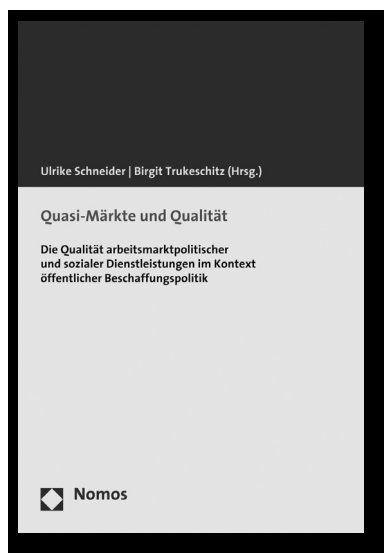 Ulrike Schneider | Birgit Trukeschitz (Hrsg.)
Quasi-Märkte und Qualität
Die Qualität arbeitsmarktpolitischer
und sozialer Dienstleistungen im Kontext
öffentlicher Beschaffungspolitik
Nomos